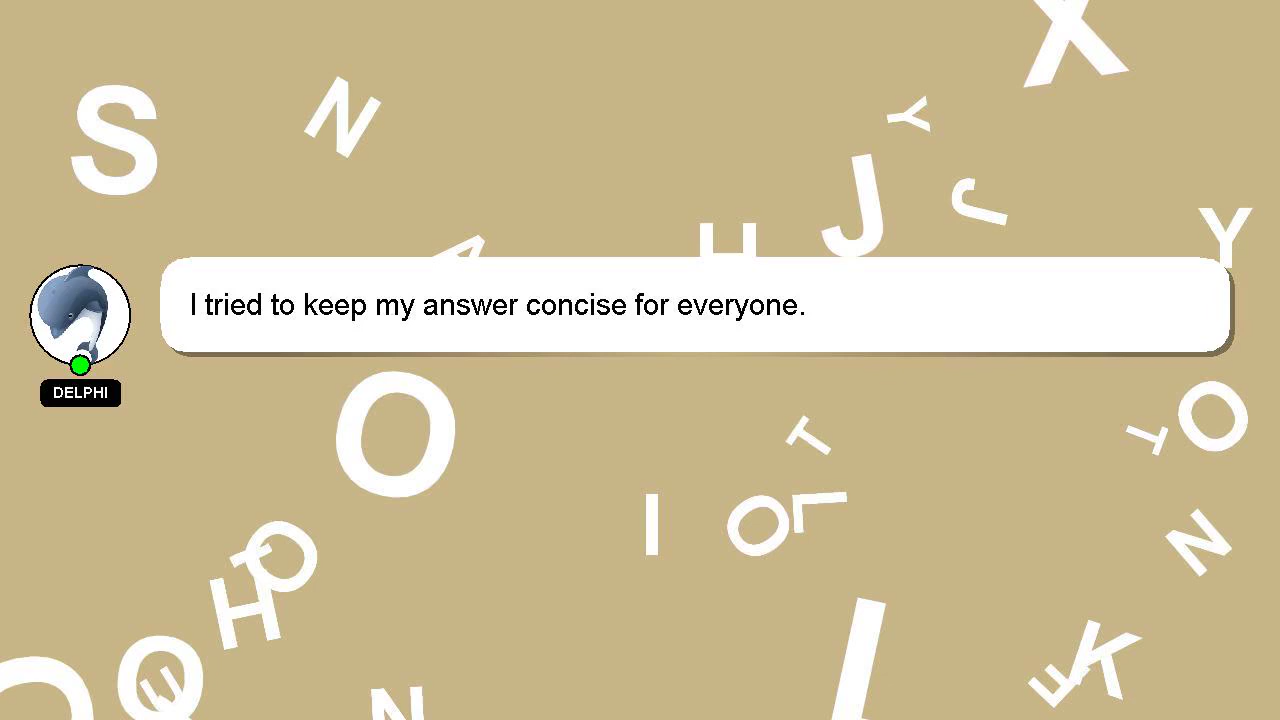 S
N
X
Y
J
J
Y
A
H
I tried to keep my answer concise for everyone.
DELPHI
O
T
T
O
I
O
L
N
O
T
H
K
E
O
N